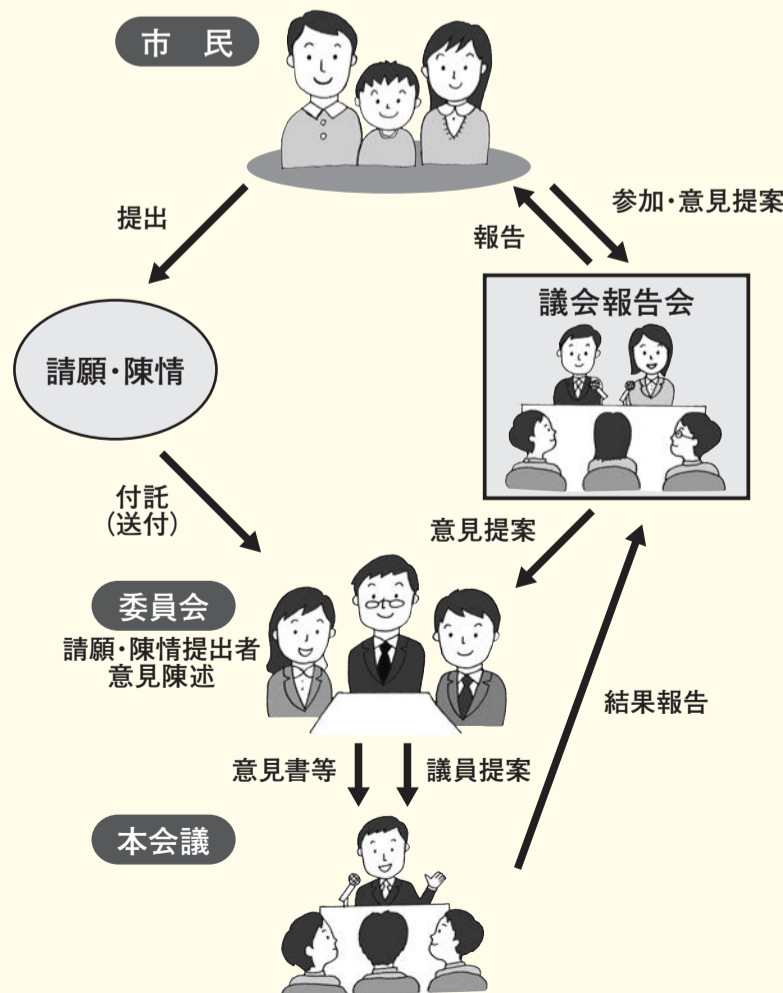 市 民
提出
報告
参加・意見提案
議会報告会
請願・陳情
付託
(送付)
意見提案
委員会
請願・陳情提出者
意見陳述
結果報告
意見書等
議員提案
本会議